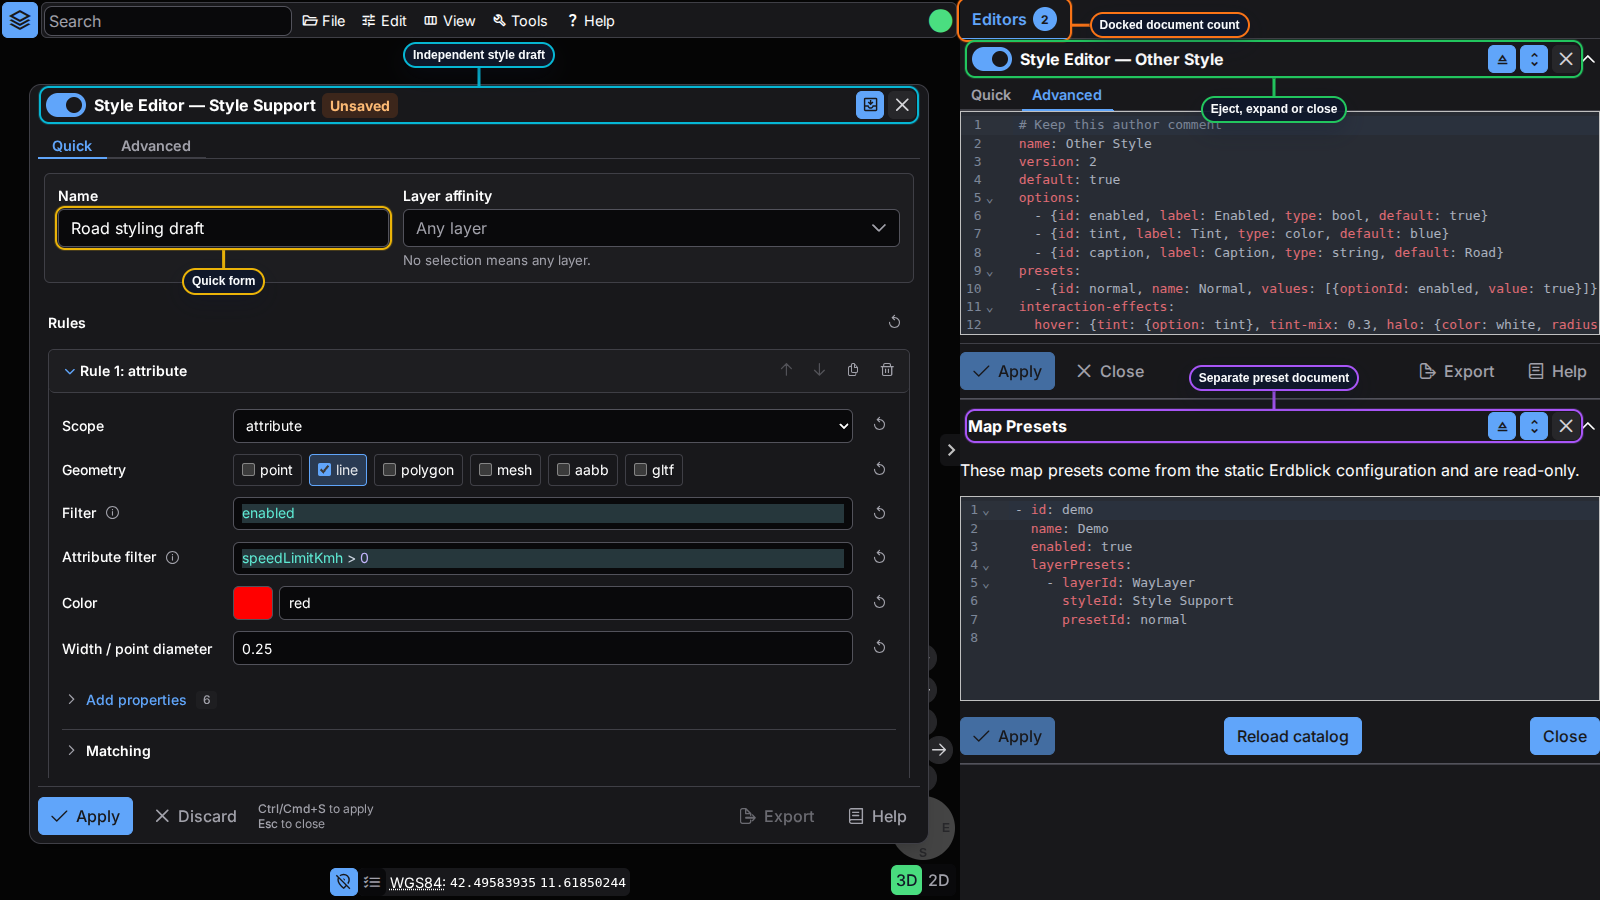 Search
File
Edit
View
Tools
? Help
Editors 2
Docked document count
Independent style draft
Style Editor — Style Support
Unsaved
Quick
Advanced
Name
Road styling draft
Quick form
Layer affinity
Any layer
No selection means any layer.
Rules
Rule 1: attribute
Scope
attribute
Geometry
point
line
polygon
mesh
aabb
gltf
Filter
enabled
Attribute filter
speedLimitKmh > 0
Color
red
Width / point diameter
0.25
Add properties 6
Matching
Apply
Discard
Ctrl/Cmd+S to apply
Esc to close
Export
Help
E
S
WGS84: 42.49583935 11.61850244
3D
2D
Style Editor — Other Style
Eject, expand or close
Quick
Advanced
1 # Keep this author comment
2 name: Other Style
3 version: 2
4 default: true
5 options:
6 - {id: enabled, label: Enabled, type: bool, default: true}
7 - {id: tint, label: Tint, type: color, default: blue}
8 - {id: caption, label: Caption, type: string, default: Road}
9 presets:
10 - {id: normal, name: Normal, values: [{optionId: enabled, value: true}]}
11 interaction-effects:
12 hover: {tint: {option: tint}, tint-mix: 0.3, halo: {color: white, radius
Apply
Close
Separate preset document
Export
Help
Map Presets
These map presets come from the static Erdblick configuration and are read-only.
1 - id: demo
2 name: Demo
3 enabled: true
4 layerPresets:
5 - layerId: WayLayer
6 styleId: Style Support
7 presetId: normal
8
Apply
Reload catalog
Close